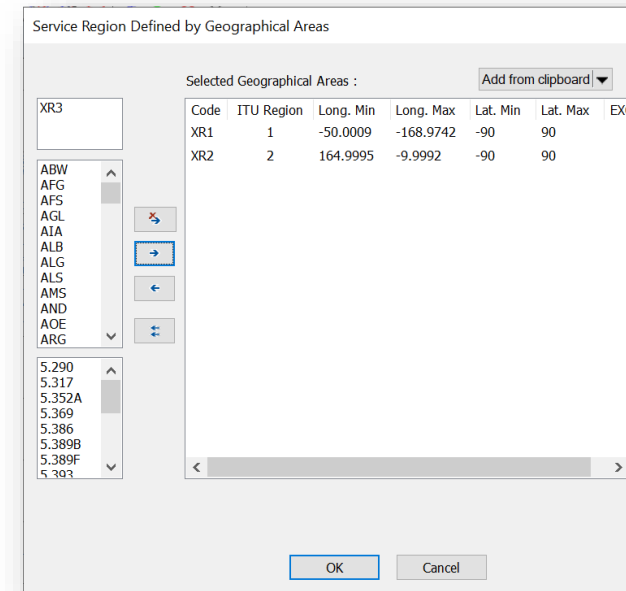 Service Region Defined by Geographical Areas
Selected Geographical Areas :
Add from clipboard
XR3
Code ITU Region Long. Min Long. Max Lat. Min Lat. Max
XR1 1 -50.0009 -168.9742 -90 90
XR2 2 164.9995 -9.9992 -90 90
ABW
AFG
AFS
AGL
AIA
ALB
ALG
ALS
AMS
AND
AOE
ARG
5.290
5.317
5.352A
5.369
5.386
5.389B
5.389F
5.393
OK Cancel